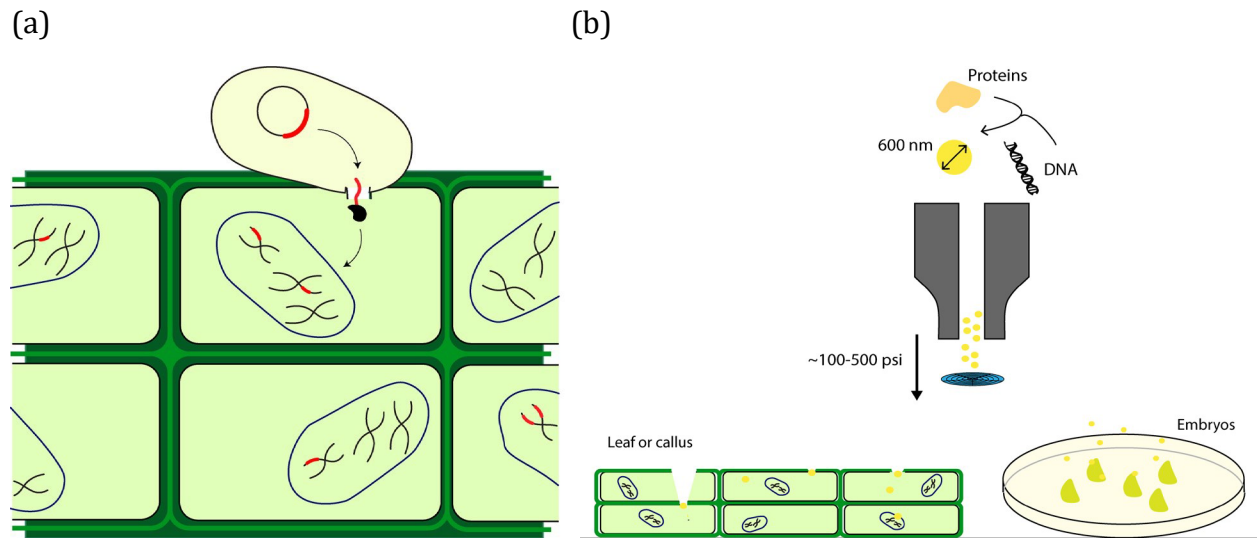 (a)
(b)
Proteins
600 nm
DNA
~100-500 psi
Leaf or callus
Embryos